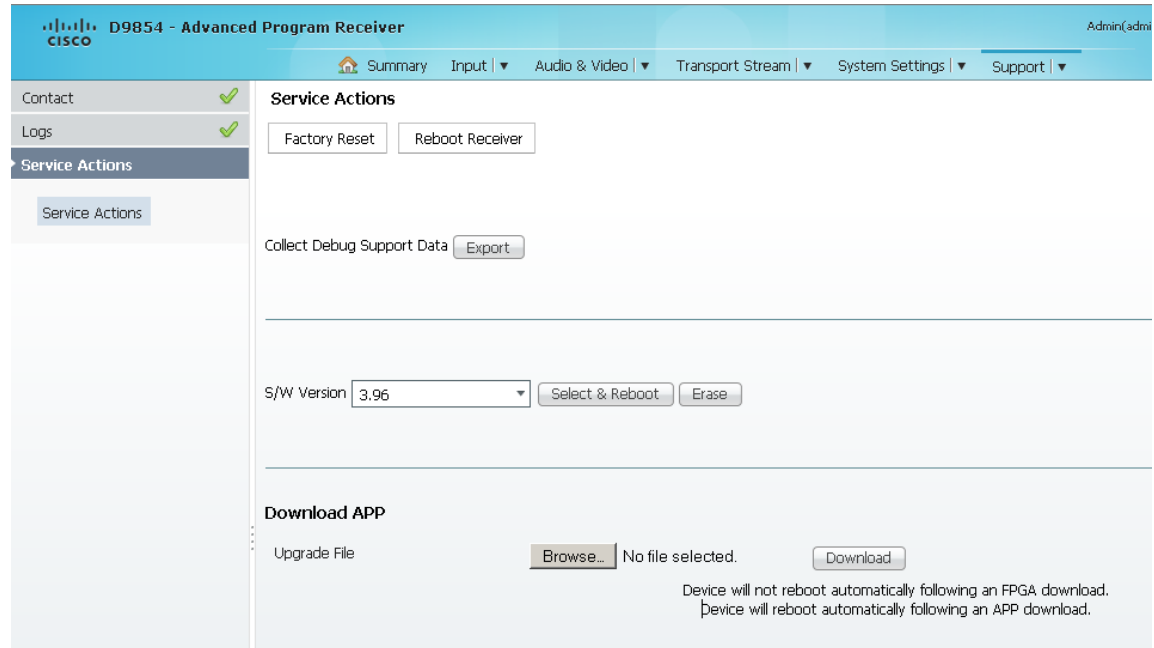 CISCO
D9854 - Advanced Program Receiver
Admin(admi
Summary Input | ▼ Audio & Video | ▼ Transport Stream | ▼ System Settings | ▼ Support | ▼
Contact
Logs
Service Actions
Service Actions
Service Actions
Factory Reset Reboot Receiver
Collect Debug Support Data Export
S/W Version 3.96 Select & Reboot Erase
Download APP
Upgrade File Browse... No file selected. Download
Device will not reboot automatically following an FPGA download.
Device will reboot automatically following an APP download.